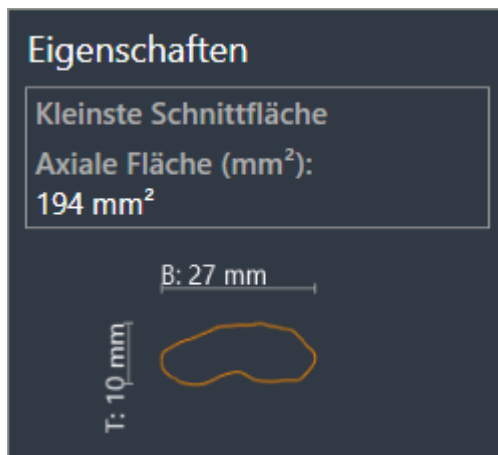 Eigenschaften
Kleinste Schnittfläche
Axiale Fläche (mm²):
194 mm²
B: 27 mm
T: 10 mm